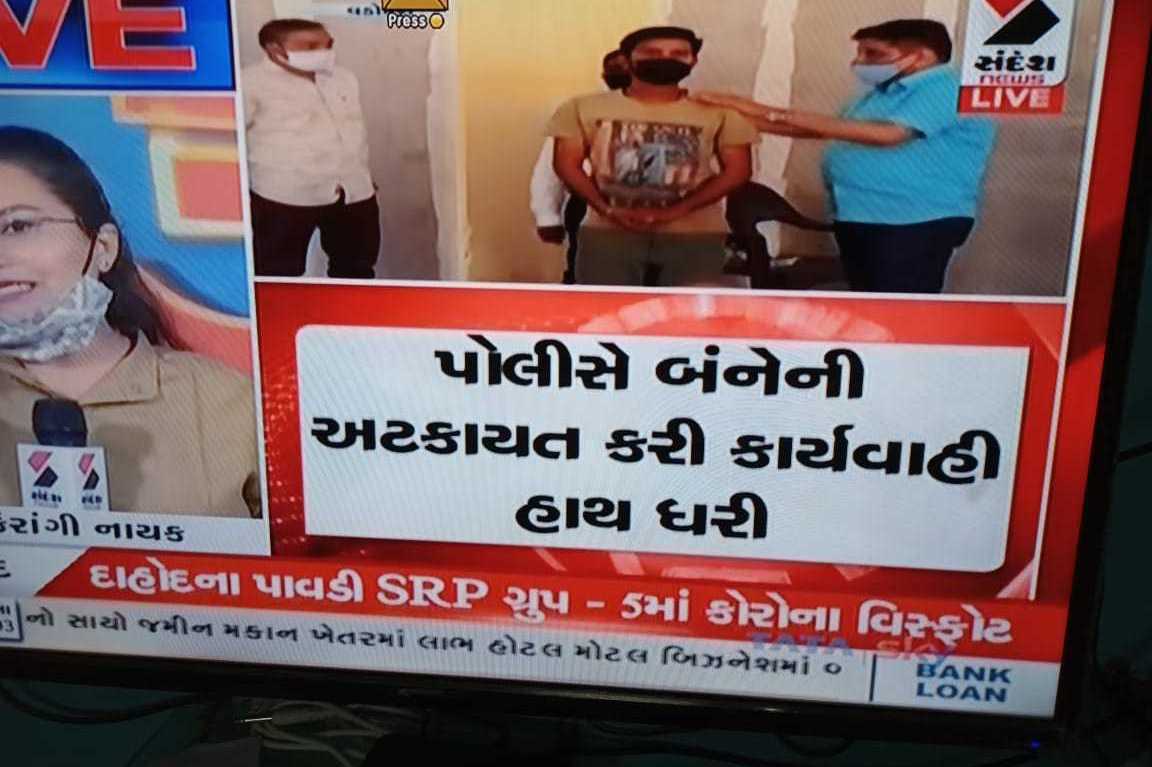 VE
Press
સંદેશ
news
LIVE
પોલીસે બંનેની
અટકાયત કરી કાર્યવાહી
હાથ ધરી
નાયક
દાહોદના પાવડી SRP ગ્રુપ - 5માં કોરોના વિસ્ફોટ
નો સાચો જમીન મકાન ખેતરમાં લાભ હોટલ મોટલ બિઝનેશમાં ૦
TATA sky
BANK
LOAN